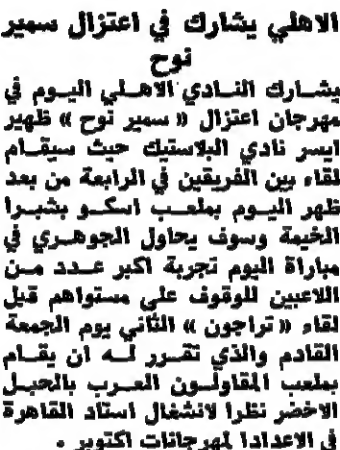 الاهلي يشارك في اعتزال سمير
نوح
يشارك النادي الاهلي اليوم في
مهرجان اعتزال « سمير نوح » ظهير
ايسر نادي البلاستيك حيث سيقام
لقاء بين الفريقين في الرابعة من بعد
ظهر اليوم بملعب اسكو بشبرا
الخيمة وسوف يحاول الجوهري في
مباراة اليوم تجربة اكبر عدد من
اللاعبين للوقوف على مستواهم قبل
لقاء « تراجون » الثاني يوم الجمعة
القادم والذي تقرر له ان يقام
بملعب المقاولون العرب بالجبل
الاخضر نظرا لانشغال استاد القاهرة
في الاعدادا لمهرجانات اكتوبر .